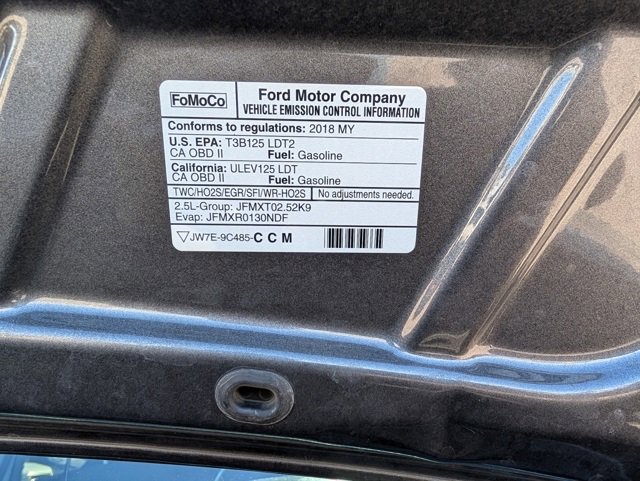 FoMoCo
Ford Motor Company
VEHICLE EMISSION CONTROL INFORMATION
Conforms to regulations: 2018 MY
U.S. EPA: T3B125 LDT2
CA OBD II Fuel: Gasoline
California: ULEV125 LDT
CA OBD II Fuel: Gasoline
TWC/HO2S/EGR/SFI/WR-HO2S No adjustments needed.
2.5L-Group: JFMXT02.52K9
Evap: JFMXR0130NDF
JW7E-9C485-C C M